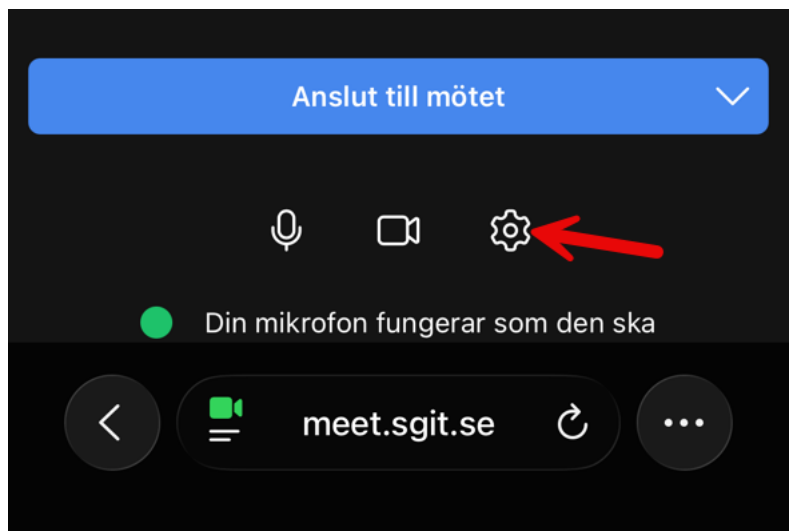 Anslut till mötet
Din mikrofon fungerar som den ska
meet.sgit.se